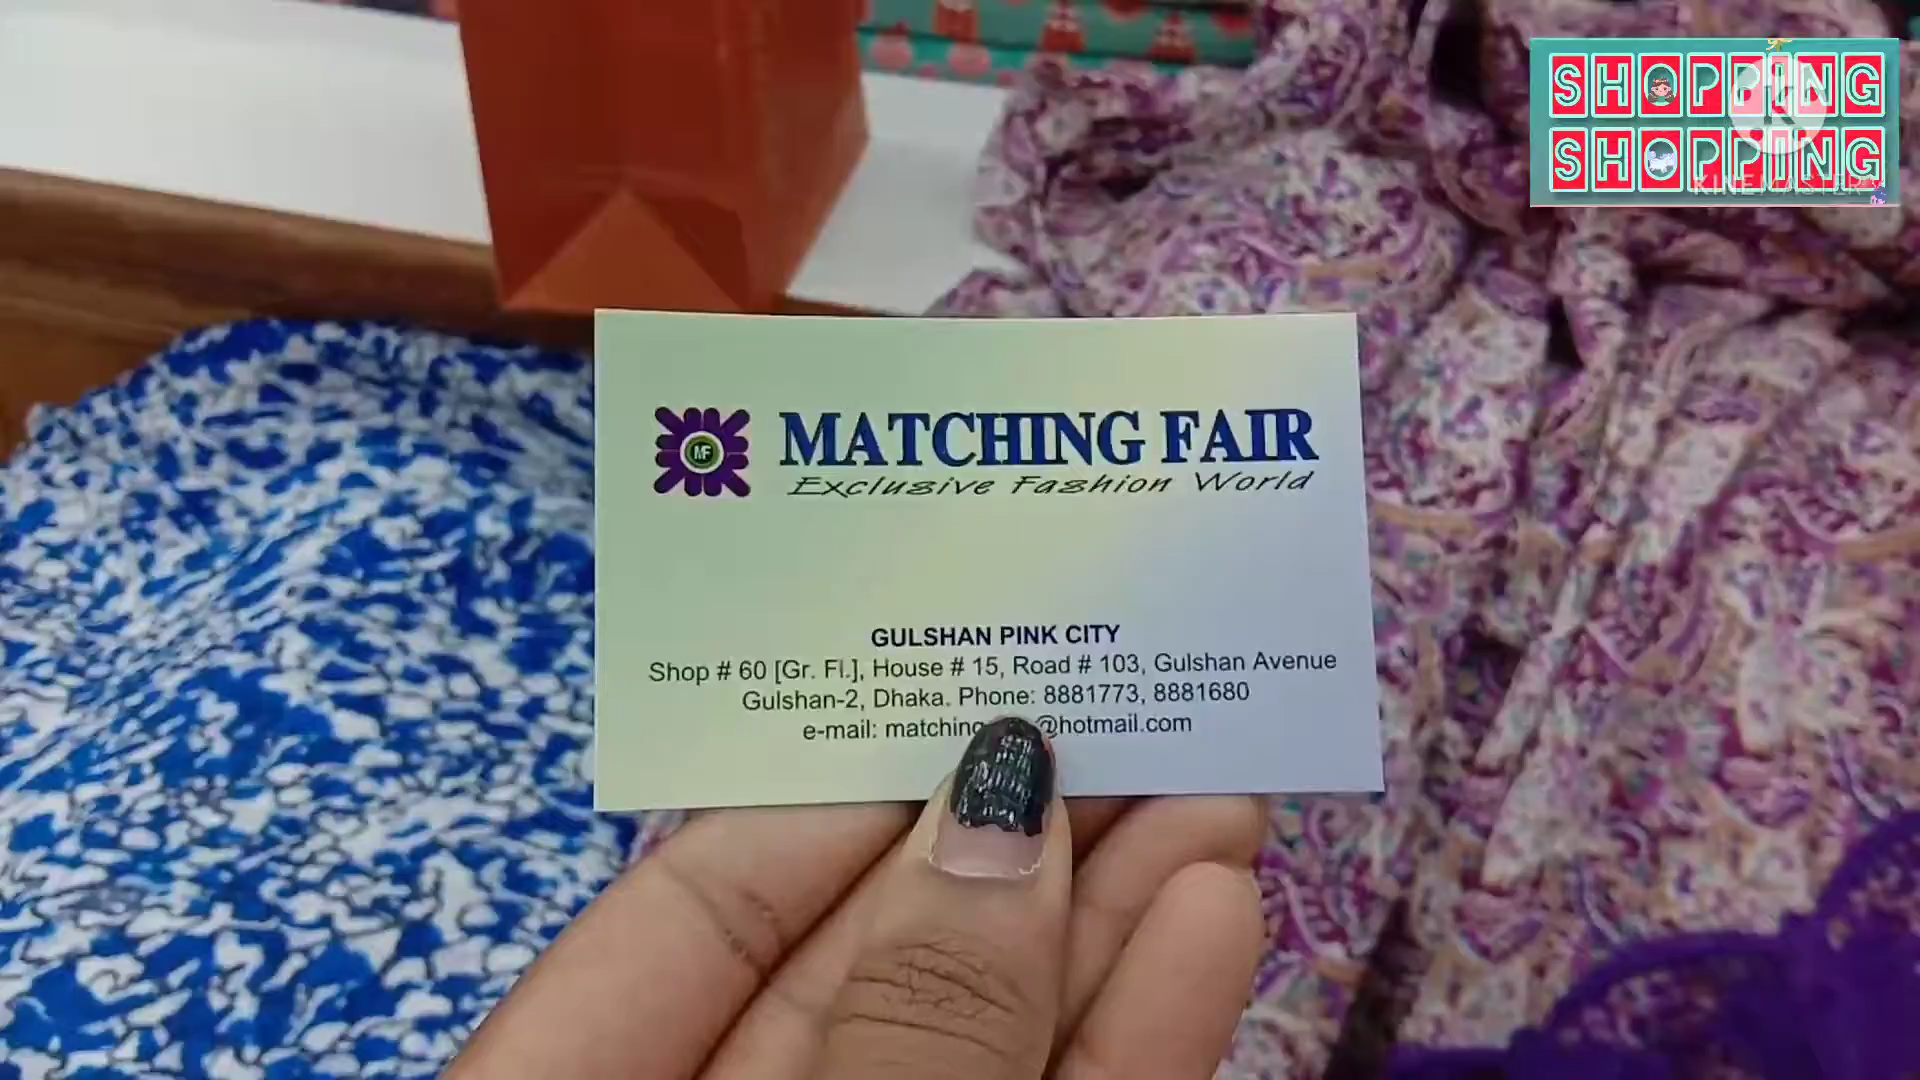 SHOPPING
SHOPPING
KINEMASTER
MF
MATCHING FAIR
Exclusive Fashion World
GULSHAN PINK CITY
Shop # 60 [Gr. Fl.], House # 15, Road # 103, Gulshan Avenue
Gulshan-2, Dhaka. Phone: 8881773, 8881680
e-mail: matching @hotmail.com